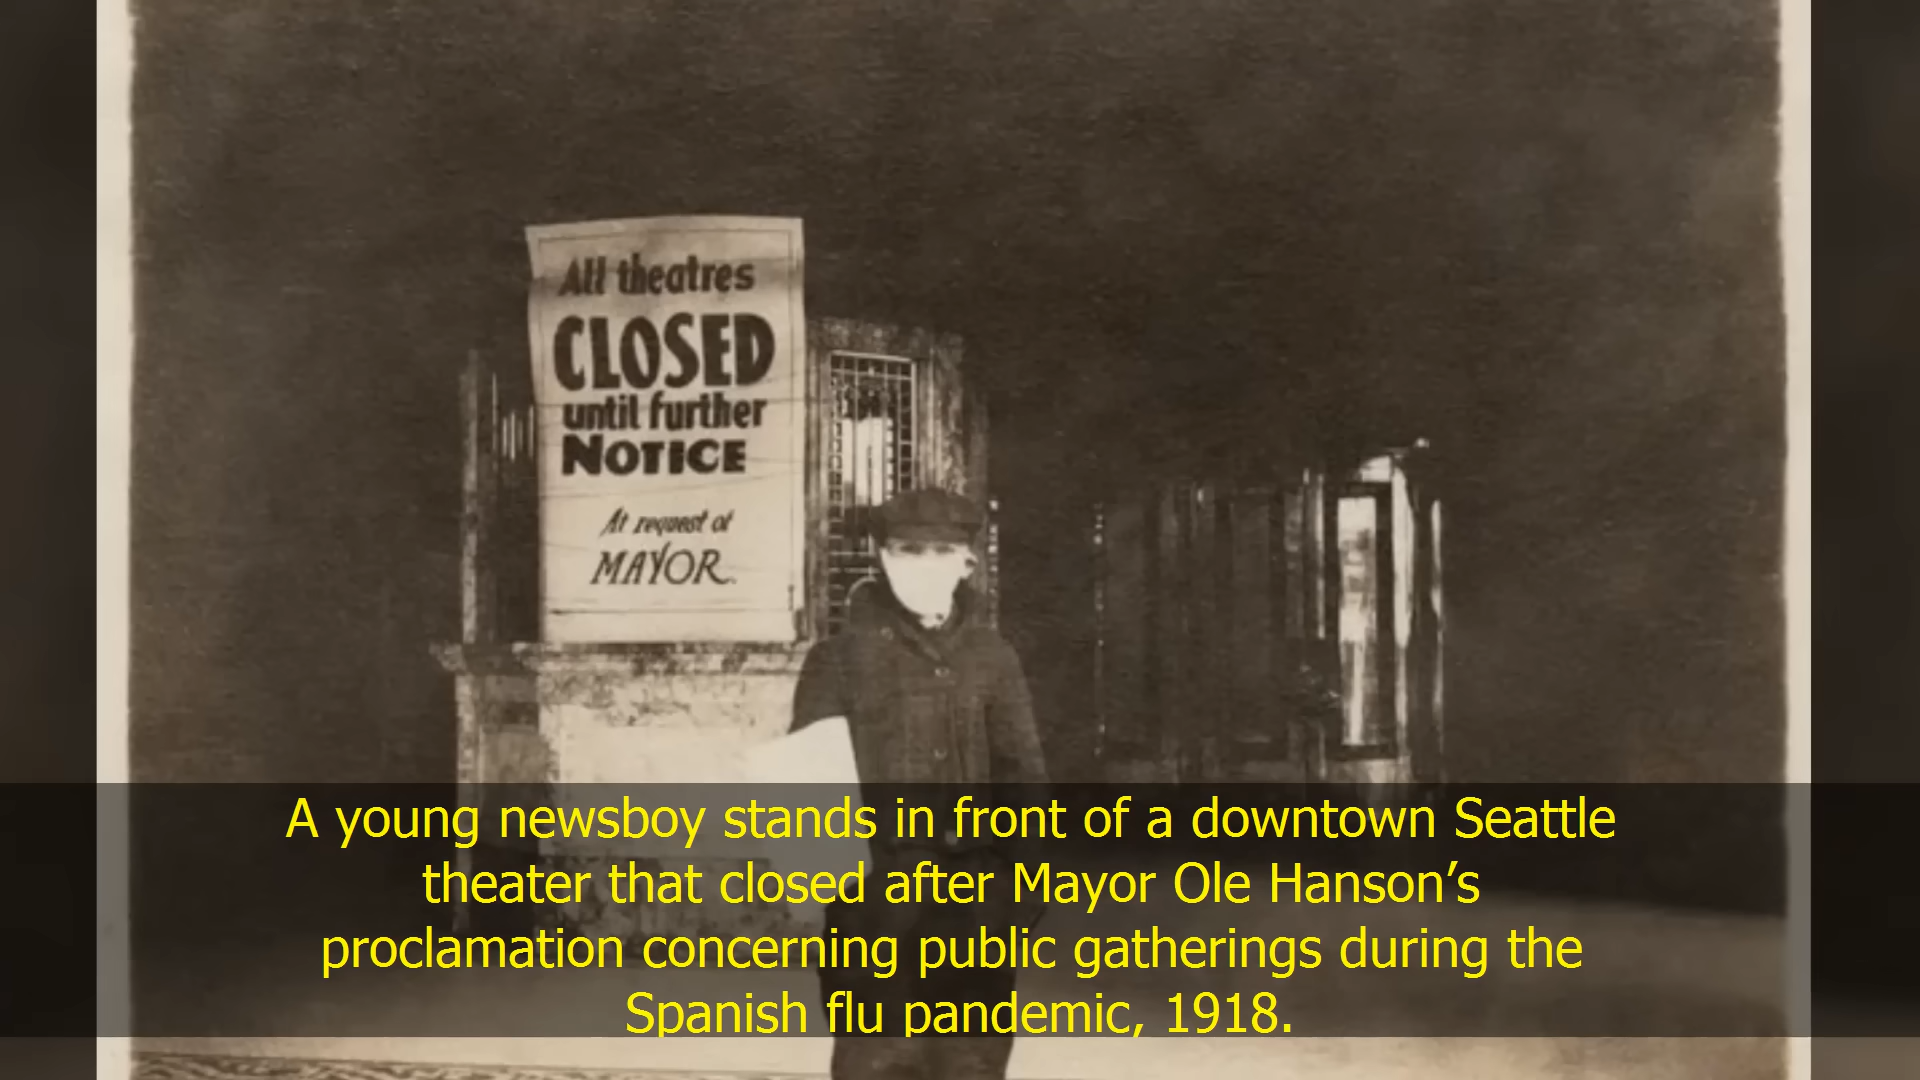 All theatres
CLOSED
until further
NOTICE
At request of
MAYOR.
A young newsboy stands in front of a downtown Seattle
theater that closed after Mayor Ole Hanson’s
proclamation concerning public gatherings during the
Spanish flu pandemic, 1918.